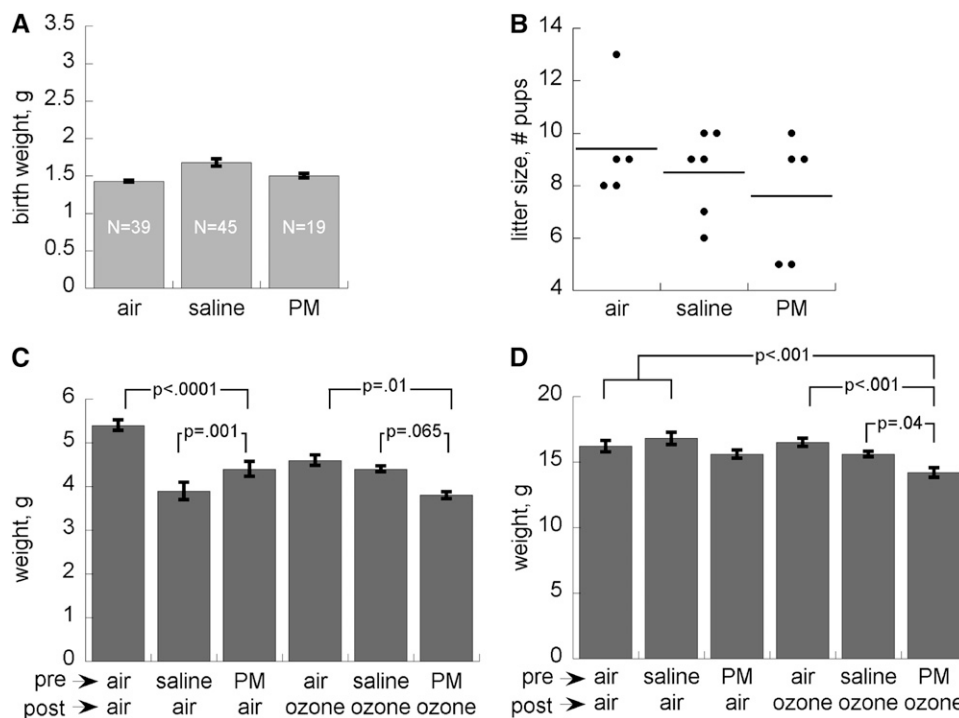 A
birth weight, g
3.5
3
2.5
2
1.5
1
0.5
0
N=39 N=45 N=19
air saline PM
B
litter size, # pups
14
12
10
8
6
4
air saline PM
C
weight, g
6
5
4
3
2
1
0
p<.0001
p=.01
p=.001
p=.065
pre air saline PM air saline PM
post air air air ozone ozone ozone
D
weight, g
20
15
10
5
0
p<.001
p<.001
p=.04
air saline PM air saline PM
air air air ozone ozone ozone